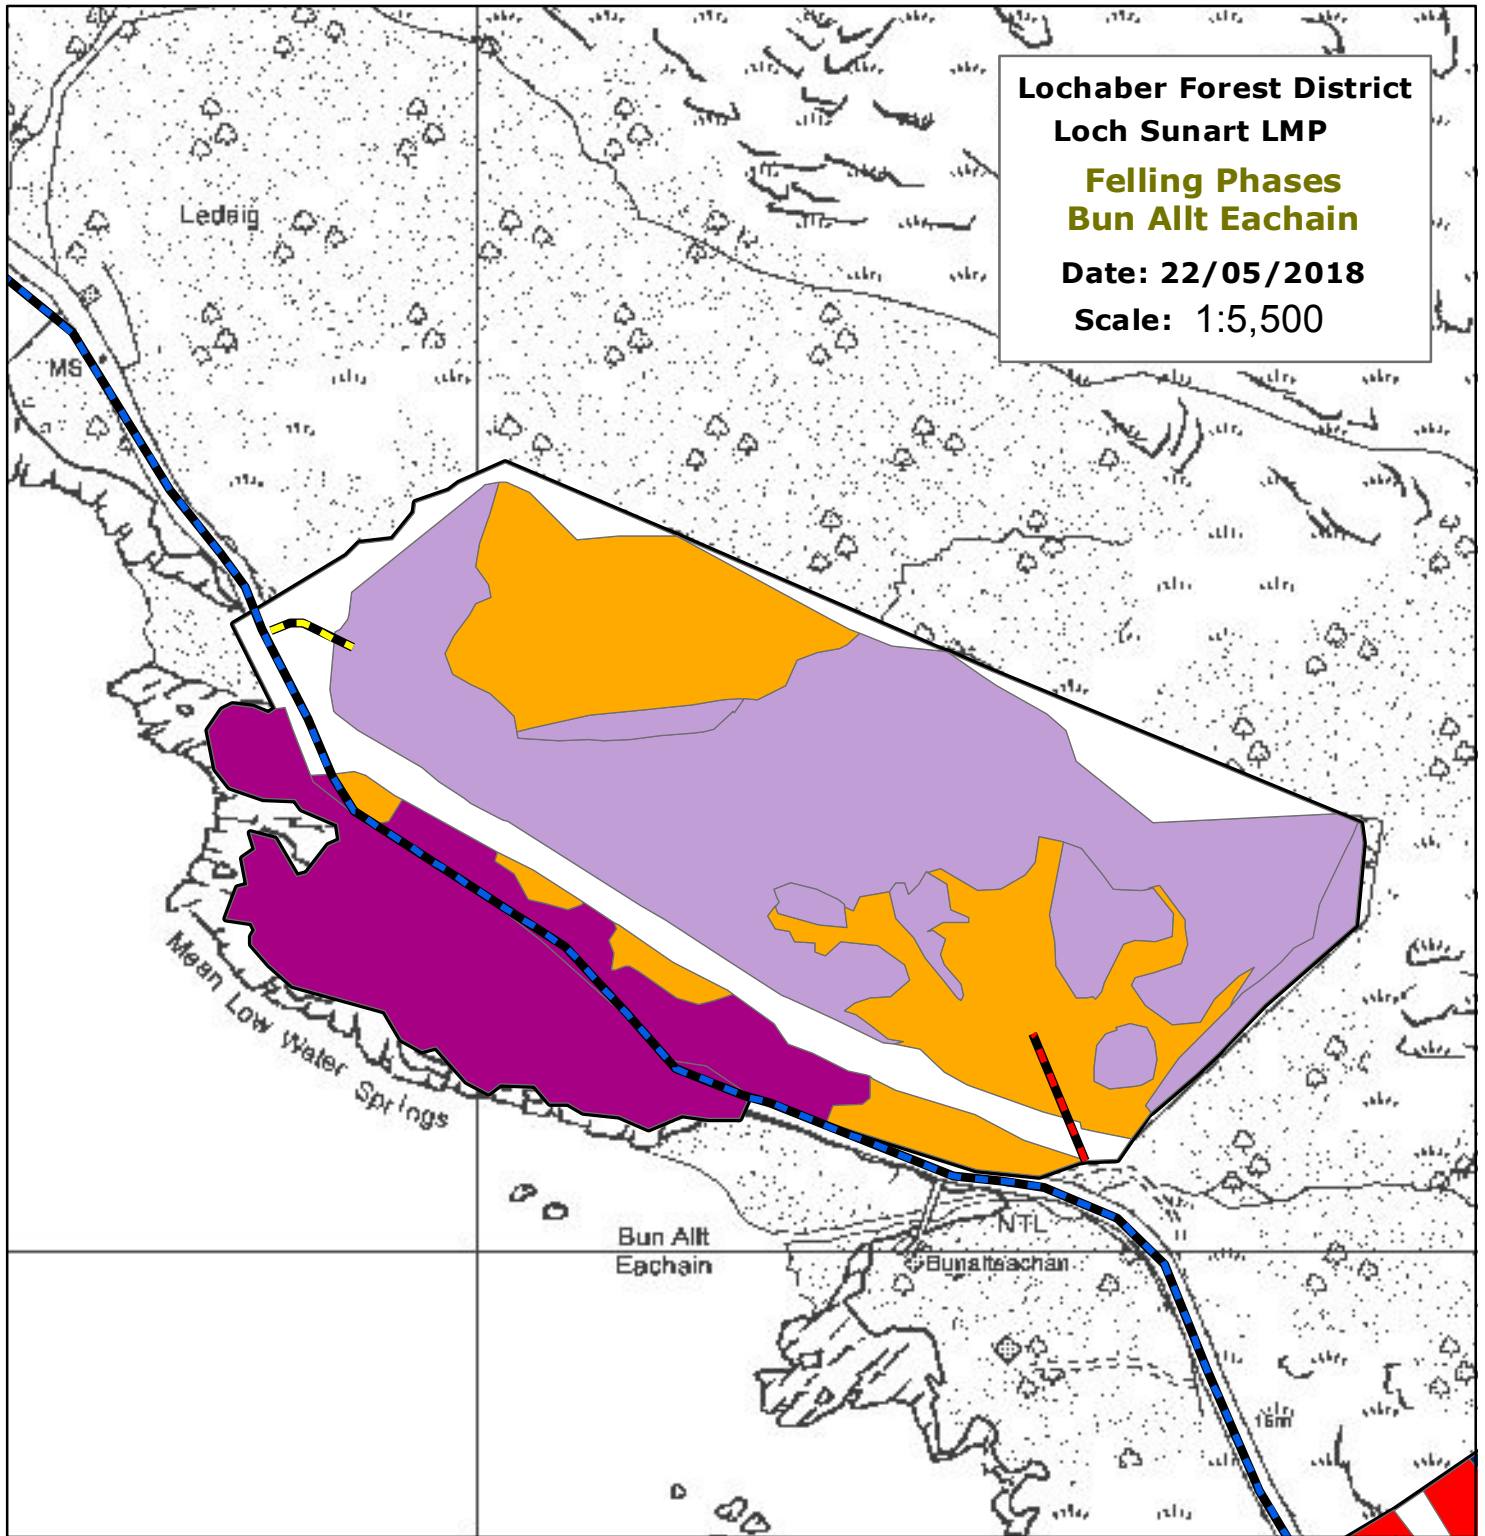 Lochaber Forest District
Loch Sunart LMP
Felling Phases
Bun Allt Eachain
Date: 22/05/2018
Scale: 1:5,500
Ledaig
MS
Mean Low Water Springs
Bun Allt
Eachain
NTL
Bunalteachan
16m